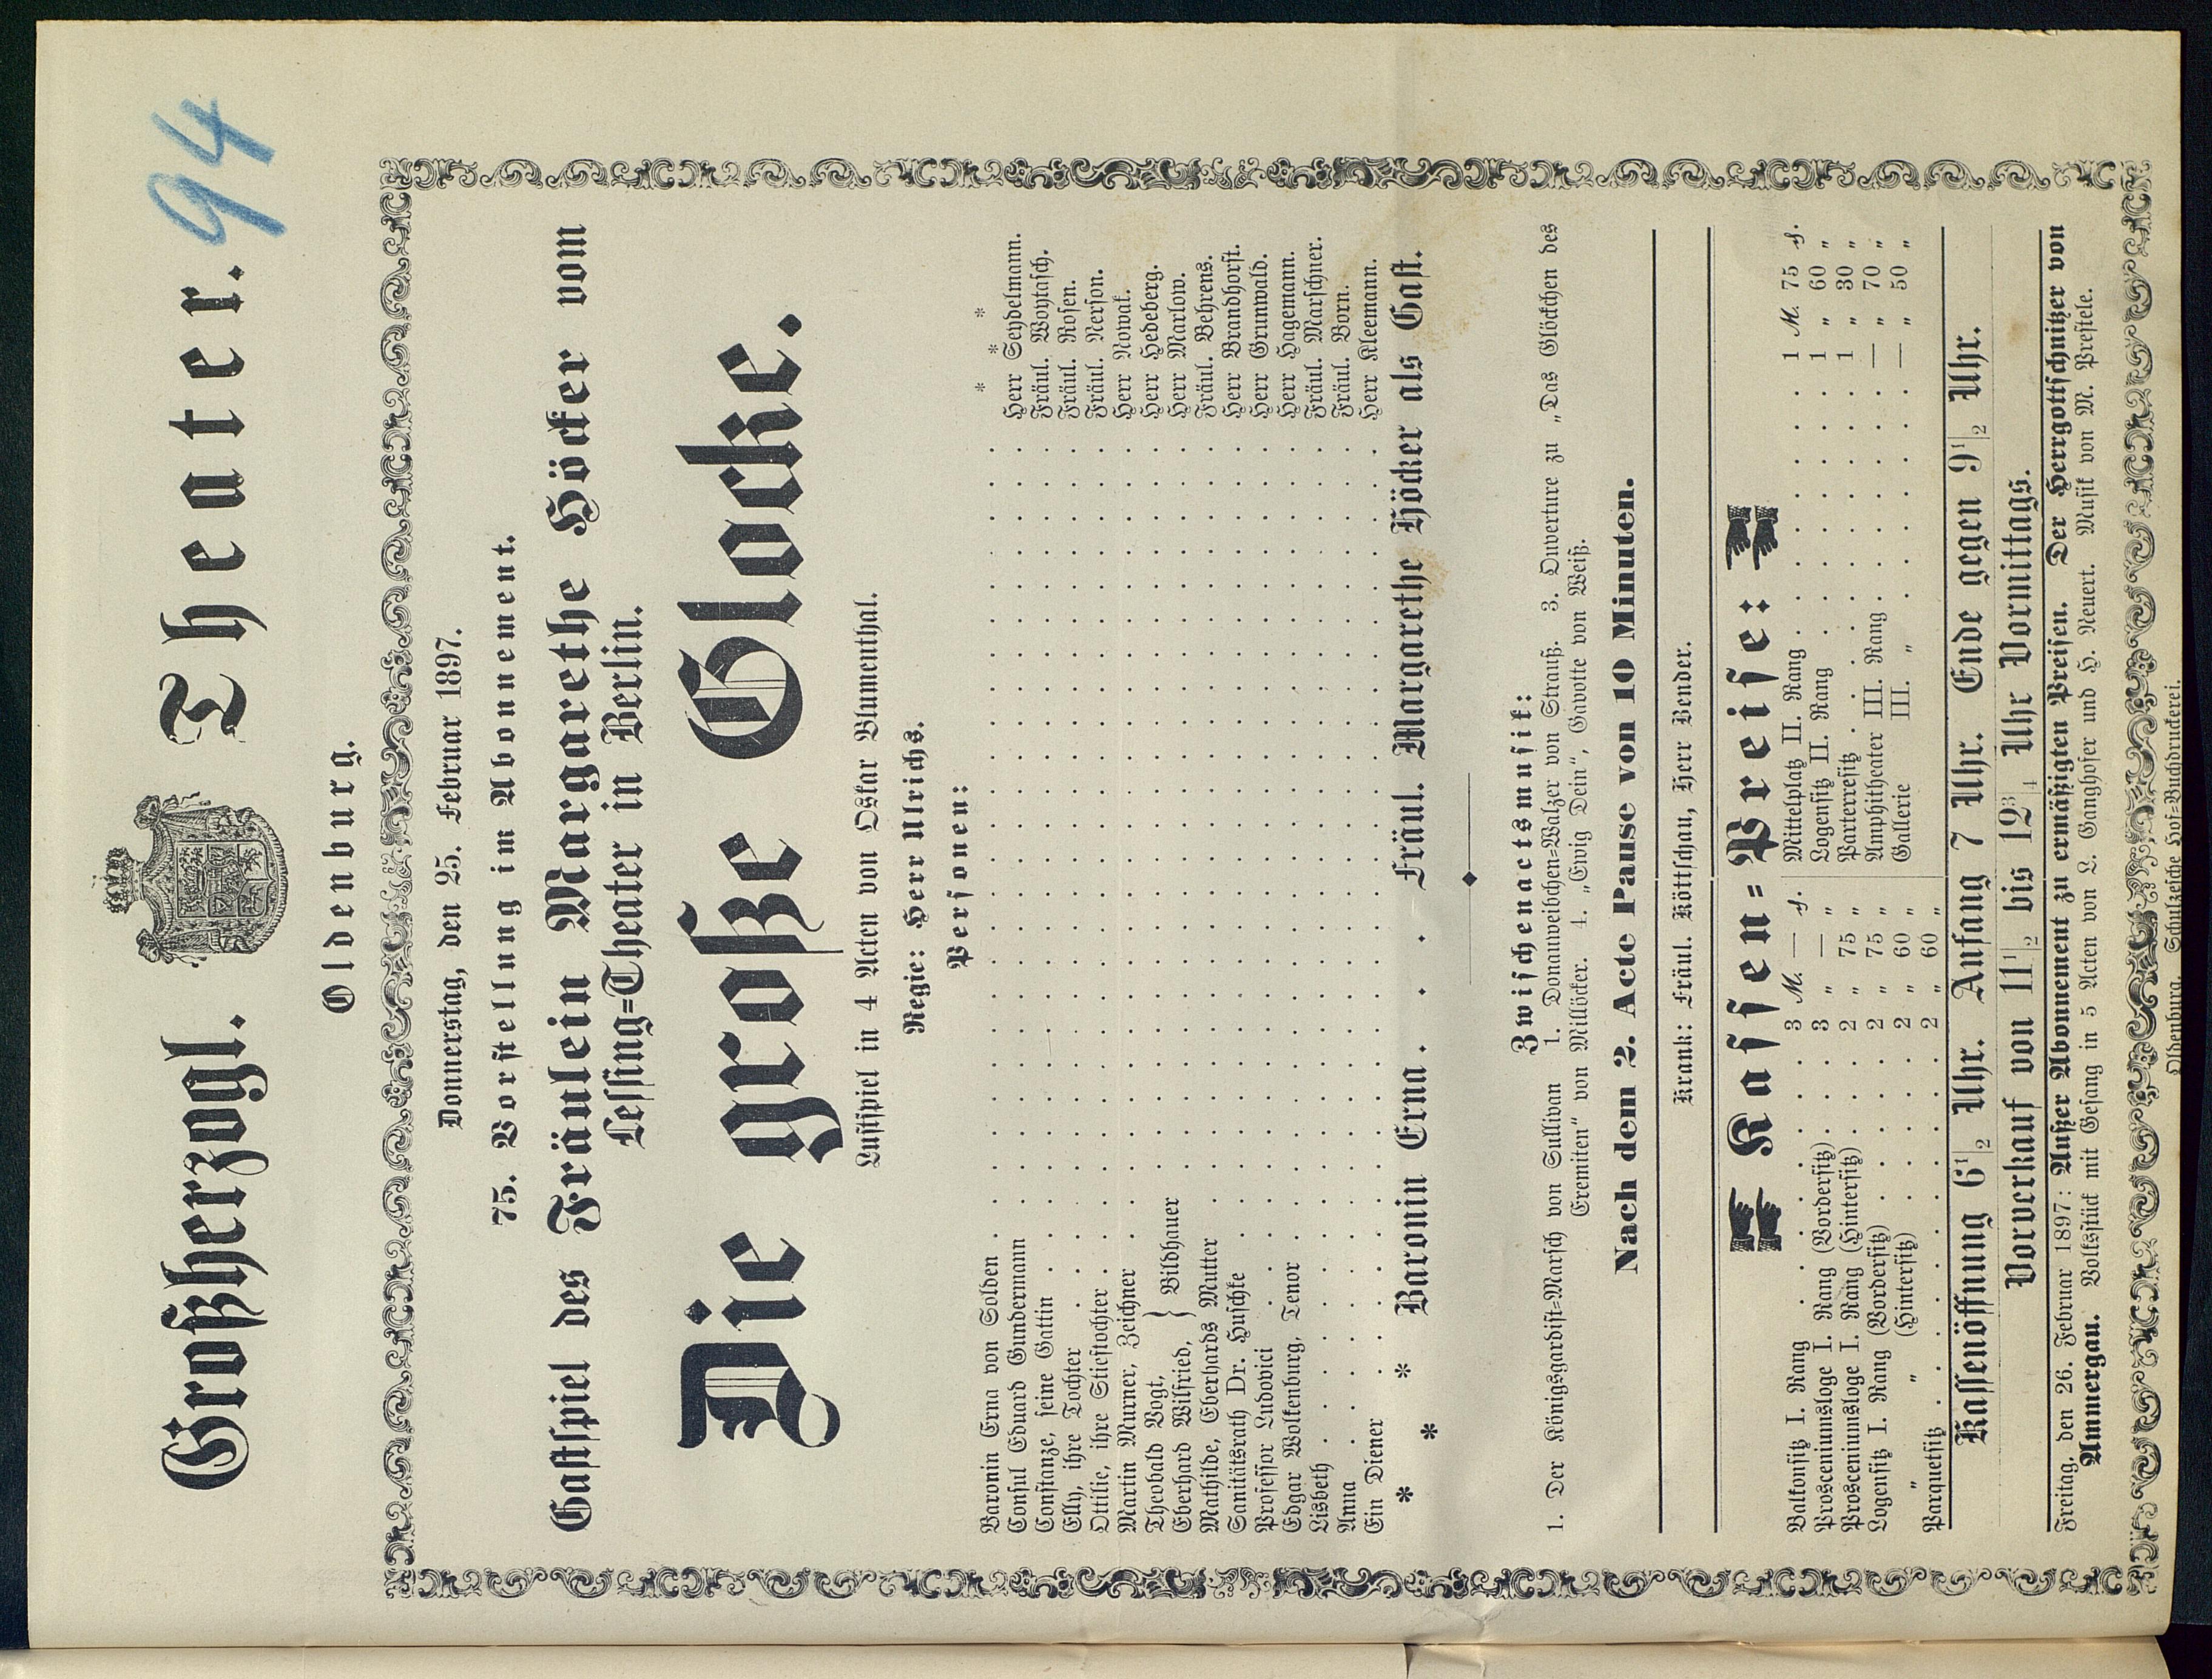 94
Großherzogl. Theater.
Oldenburg.
Donnerstag, den 25. Februar 1897.
75. Vorstellung im Abonnement.
Gastspiel des Fräulein Margarethe Höcker vom
Lessing=Theater in Berlin.
Die große Glocke.
Lustspiel in 4 Acten von Oskar Blumenthal.
Regie: Herr Ulrichs.
Personen:
Baronin Erna von Solden . . . * * *
Consul Eduard Gundermann . . . Herr Seydelmann.
Constanze, seine Gattin . . . Fräul. Woytasch.
Elly, ihre Tochter . . . Fräul. Rosen.
Ottilie, ihre Stieftochter . . . Fräul. Nerson.
Martin Murner, Zeichner . . . Herr Nowak.
Theobald Vogt, } Bildhauer . . . Herr Hedeberg.
Eberhard Wilfried, . . . Herr Marlow.
Mathilde, Eberhards Mutter . . . Fräul. Behrens.
Sanitätsrath Dr. Huschke . . . Herr Brandhorst.
Professor Ludovici . . . Herr Grunwald.
Edgar Wolkenburg, Tenor . . . Herr Hagemann.
Lisbeth . . . Fräul. Marschner.
Anna . . . Fräul. Born.
Ein Diener . . . Herr Kleemann.
* * * Baronin Erna . . . . Fräul. Margarethe Höcker als Gast.
Zwischenactsmusik:
1. Der Königsgardist=Marsch von Sullivan 1. Donauweibchen=Walzer von Strauß. 3. Ouverture zu „Das Glöckchen des
Eremiten“ von Millöcker. 4. „Ewig Dein“, Gavotte von Weiß.
Nach dem 2. Acte Pause von 10 Minuten.
Krank: Fräul. Köttschau, Herr Bender.
Kassen=Preise:
Balkonsitz I. Rang . . . 3 M. — ₰.
Prosceniumsloge I. Rang (Vordersitz) . . 3 „ — „
Prosceniumsloge I. Rang (Hintersitz) . . 2 „ 75 „
Logensitz I. Rang (Vordersitz) . . . 2 „ 75 „
„ „ (Hintersitz) . . . 2 „ 60 „
Parquetsitz . . . 2 „ 60 „
Mittelplatz II. Rang . . . 1 M. 75 ₰.
Logensitz II. Rang . . . 1 „ 60 „
Parterresitz . . . 1 „ 30 „
Amphitheater III. Rang . . . — „ 70 „
Gallerie III. „ . . . — „ 50 „
Kassenöffnung 6½ Uhr. Anfang 7 Uhr. Ende gegen 9½ Uhr.
Vorverkauf von 11½ bis 12¾ Uhr Vormittags.
Freitag, den 26. Februar 1897: Außer Abonnement zu ermäßigten Preisen. Der Herrgottschnitzer von
Ammergau. Volksstück mit Gesang in 5 Acten von L. Ganghofer und H. Neuert. Musik von M. Prestele.
Oldenburg. Schulzesche Hof=Buchdruckerei.